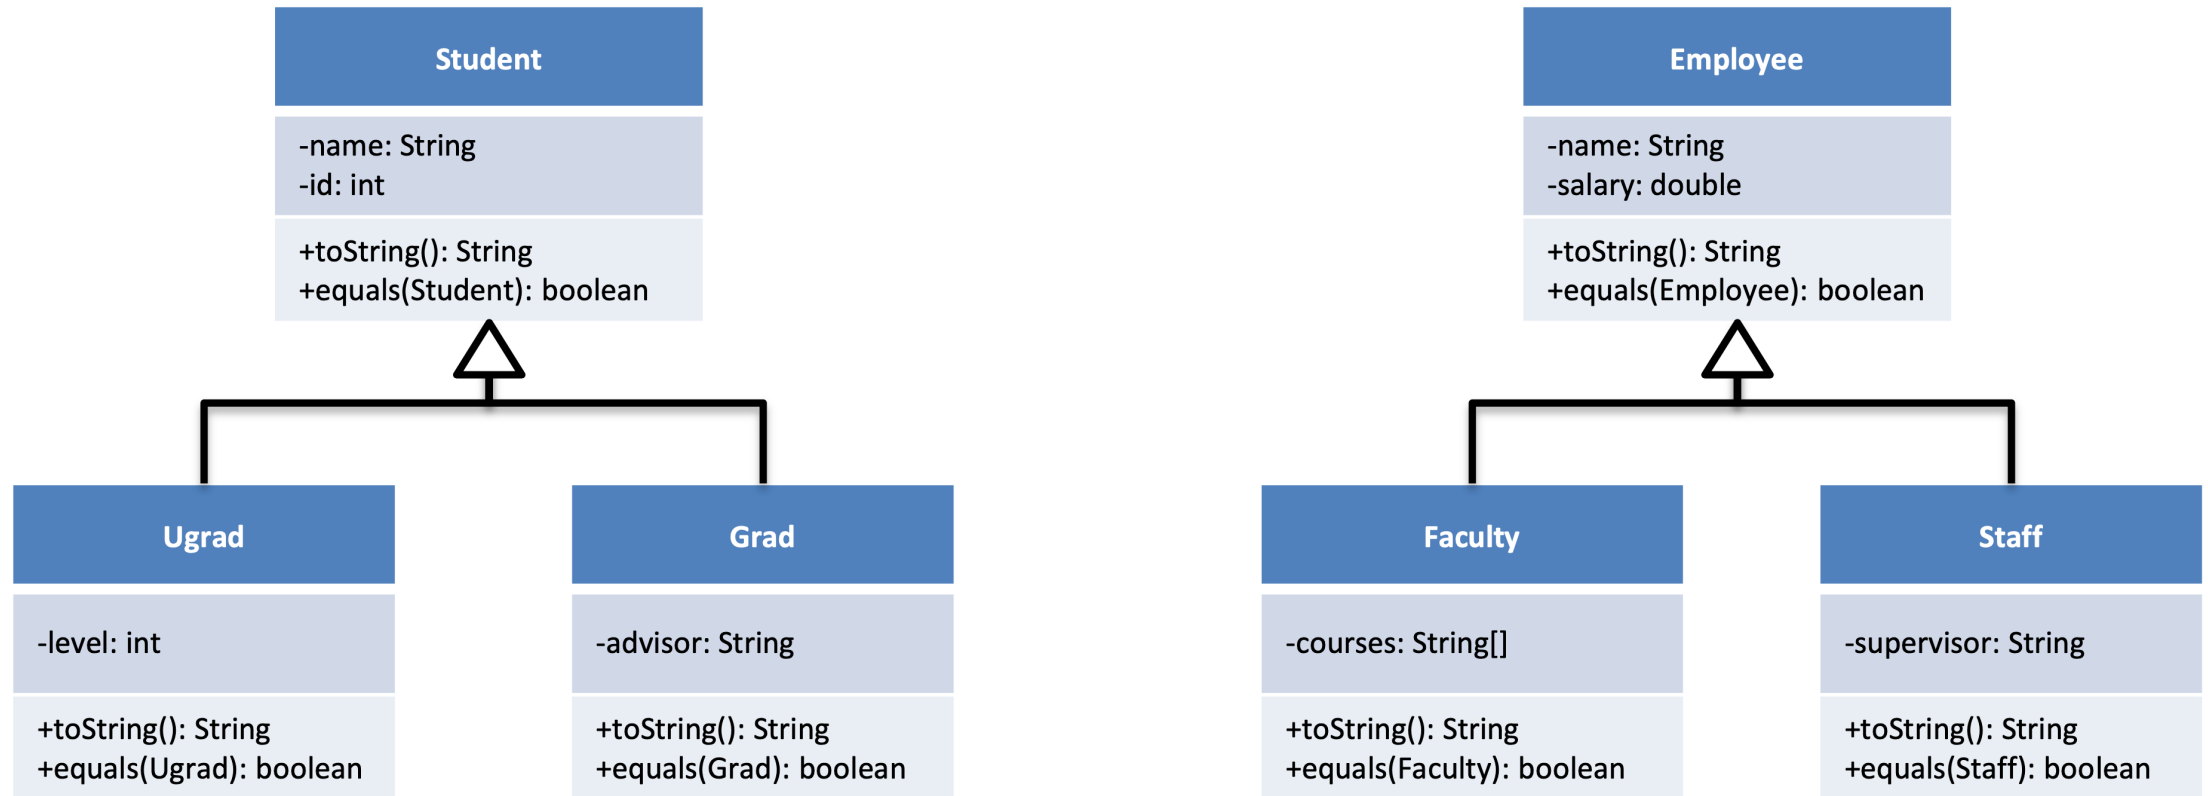 Student
-name: String
-id: int
+toString(): String
+equals(Student): boolean
Employee
-name: String
-salary: double
+toString(): String
+equals(Employee): boolean
Ugrad
-level: int
+toString(): String
+equals(Ugrad): boolean
Grad
-advisor: String
+toString(): String
+equals(Grad): boolean
Faculty
-courses: String[]
+toString(): String
+equals(Faculty): boolean
Staff
-supervisor: String
+toString(): String
+equals(Staff): boolean